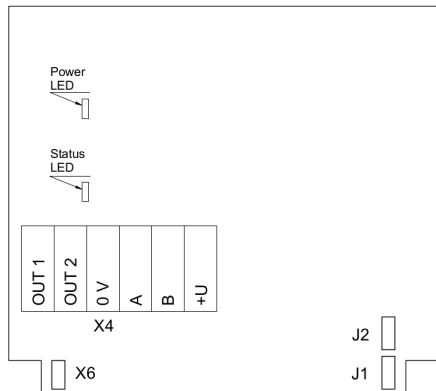 Power
LED
Status
LED
OUT 1
OUT 2
0 V
A
B
+U
X4
J2
X6
J1